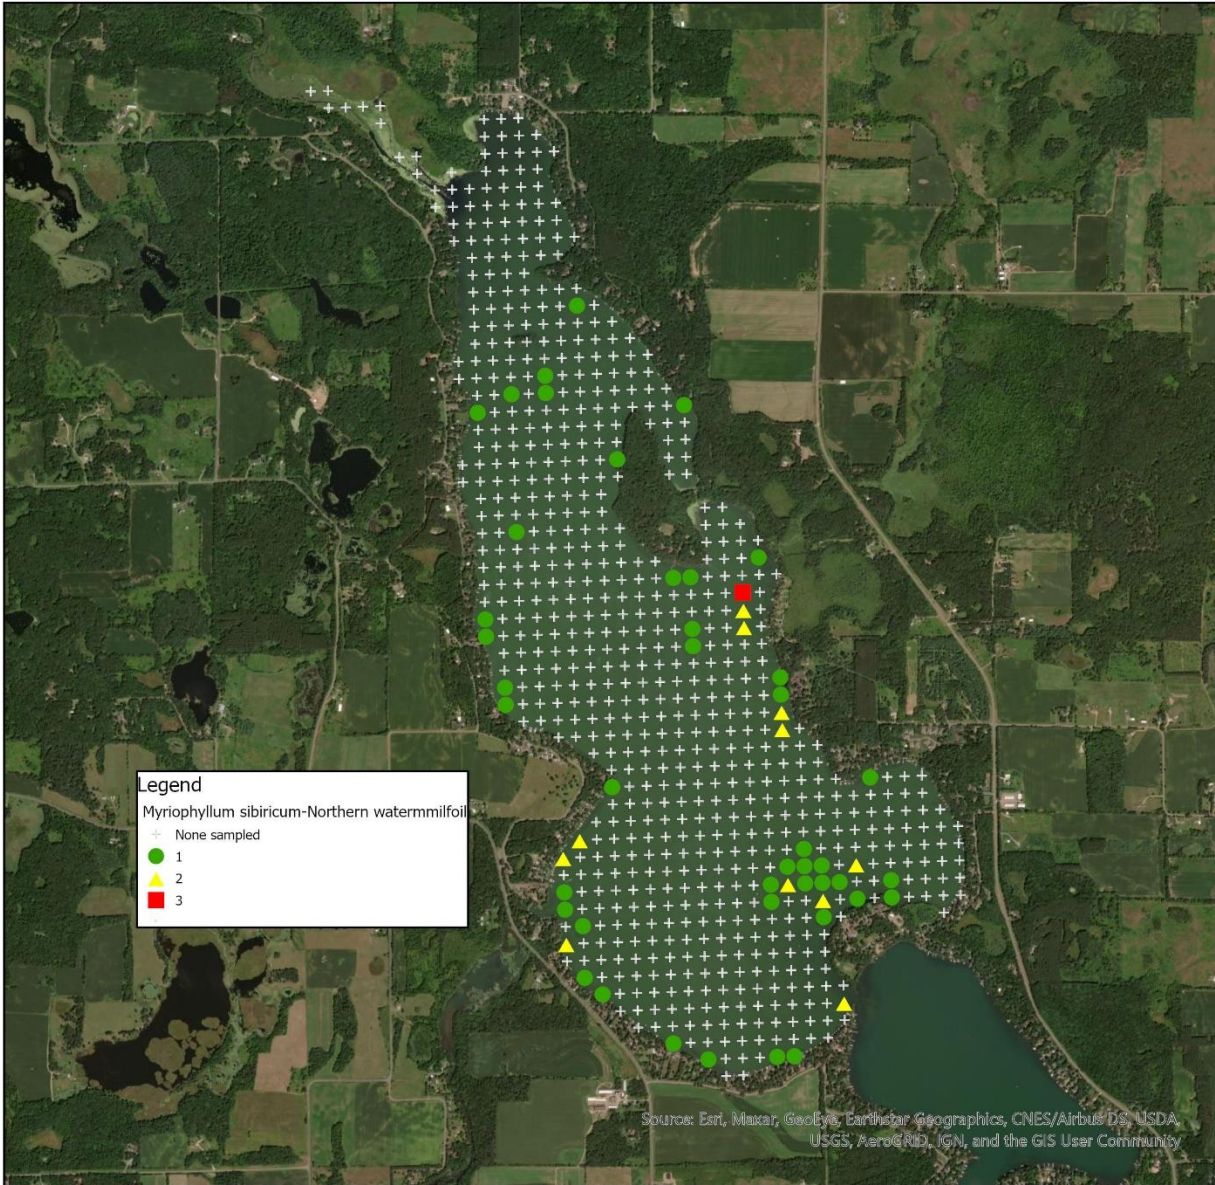 Legend
Myriophyllum sibiricum-Northern watermmilfoil
None sampled
1
2
3
Source: Esri, Maxar, GeoEye, Earthstar Geographics, CNES/Airbus DS, USDA,
USGS, AeroGRID, IGN, and the GIS User Community